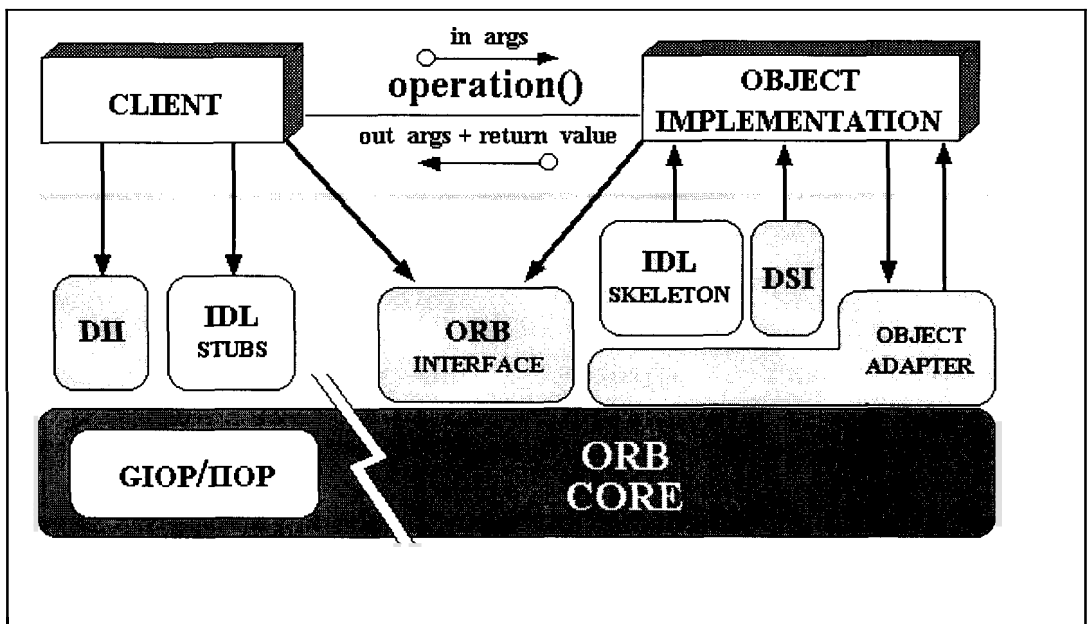 in args
operation()
out args + return value
CLIENT
OBJECT
IMPLEMENTATION
DII
IDL
STUBS
ORB
INTERFACE
IDL
SKELETON
DSI
OBJECT
ADAPTER
GIOP/IIOP
ORB
CORE